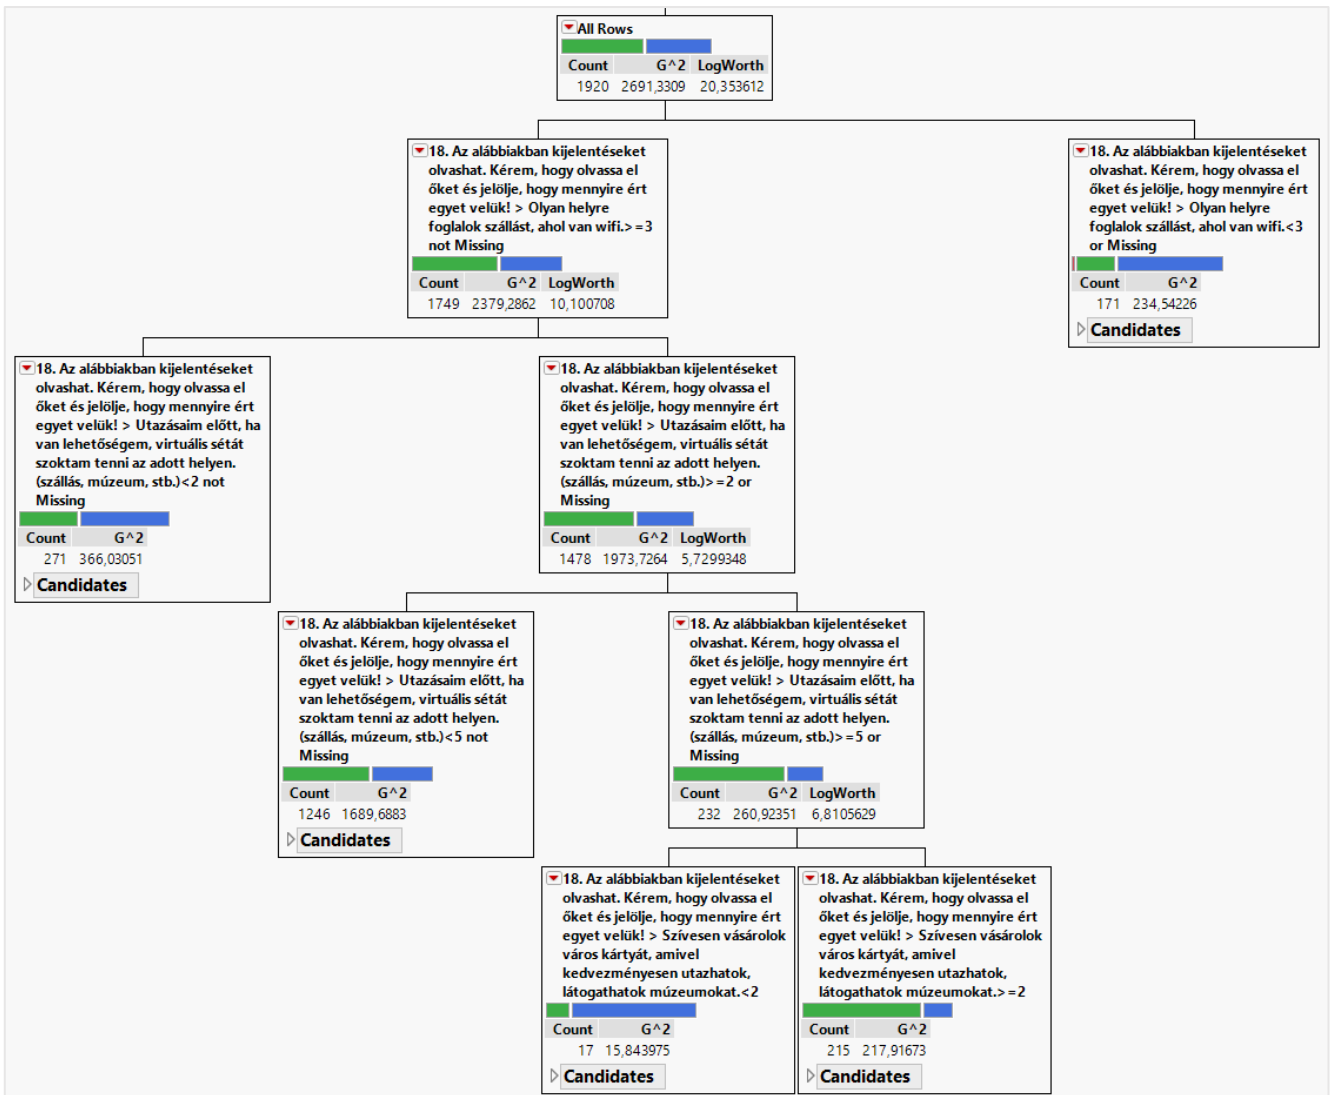 All Rows
Count G^2 LogWorth
1920 2691,3309 20,353612
18. Az alábbiakban kijelentéseket
olvashat. Kérem, hogy olvassa el
őket és jelölje, hogy mennyire ért
egyet velük! > Olyan helyre
foglalok szállást, ahol van wifi.>=3
not Missing
Count G^2 LogWorth
1749 2379,2862 10,100708
18. Az alábbiakban kijelentéseket
olvashat. Kérem, hogy olvassa el
őket és jelölje, hogy mennyire ért
egyet velük! > Olyan helyre
foglalok szállást, ahol van wifi.<3
or Missing
Count G^2
171 234,54226
Candidates
18. Az alábbiakban kijelentéseket
olvashat. Kérem, hogy olvassa el
őket és jelölje, hogy mennyire ért
egyet velük! > Utazásaim előtt, ha
van lehetőségem, virtuális sétát
szoktam tenni az adott helyen.
(szállás, múzeum, stb.)<2 not
Missing
Count G^2
271 366,03051
Candidates
18. Az alábbiakban kijelentéseket
olvashat. Kérem, hogy olvassa el
őket és jelölje, hogy mennyire ért
egyet velük! > Utazásaim előtt, ha
van lehetőségem, virtuális sétát
szoktam tenni az adott helyen.
(szállás, múzeum, stb.)>=2 or
Missing
Count G^2 LogWorth
1478 1973,7264 5,7299348
18. Az alábbiakban kijelentéseket
olvashat. Kérem, hogy olvassa el
őket és jelölje, hogy mennyire ért
egyet velük! > Utazásaim előtt, ha
van lehetőségem, virtuális sétát
szoktam tenni az adott helyen.
(szállás, múzeum, stb.)<5 not
Missing
Count G^2
1246 1689,6883
Candidates
18. Az alábbiakban kijelentéseket
olvashat. Kérem, hogy olvassa el
őket és jelölje, hogy mennyire ért
egyet velük! > Utazásaim előtt, ha
van lehetőségem, virtuális sétát
szoktam tenni az adott helyen.
(szállás, múzeum, stb.)>=5 or
Missing
Count G^2 LogWorth
232 260,92351 6,8105629
18. Az alábbiakban kijelentéseket
olvashat. Kérem, hogy olvassa el
őket és jelölje, hogy mennyire ért
egyet velük! > Szívesen vásárolok
város kártyát, amivel
kedvezményesen utazhatok,
látogathatok múzeumokat.<2
Count G^2
17 15,843975
Candidates
18. Az alábbiakban kijelentéseket
olvashat. Kérem, hogy olvassa el
őket és jelölje, hogy mennyire ért
egyet velük! > Szívesen vásárolok
város kártyát, amivel
kedvezményesen utazhatok,
látogathatok múzeumokat.>=2
Count G^2
215 217,91673
Candidates